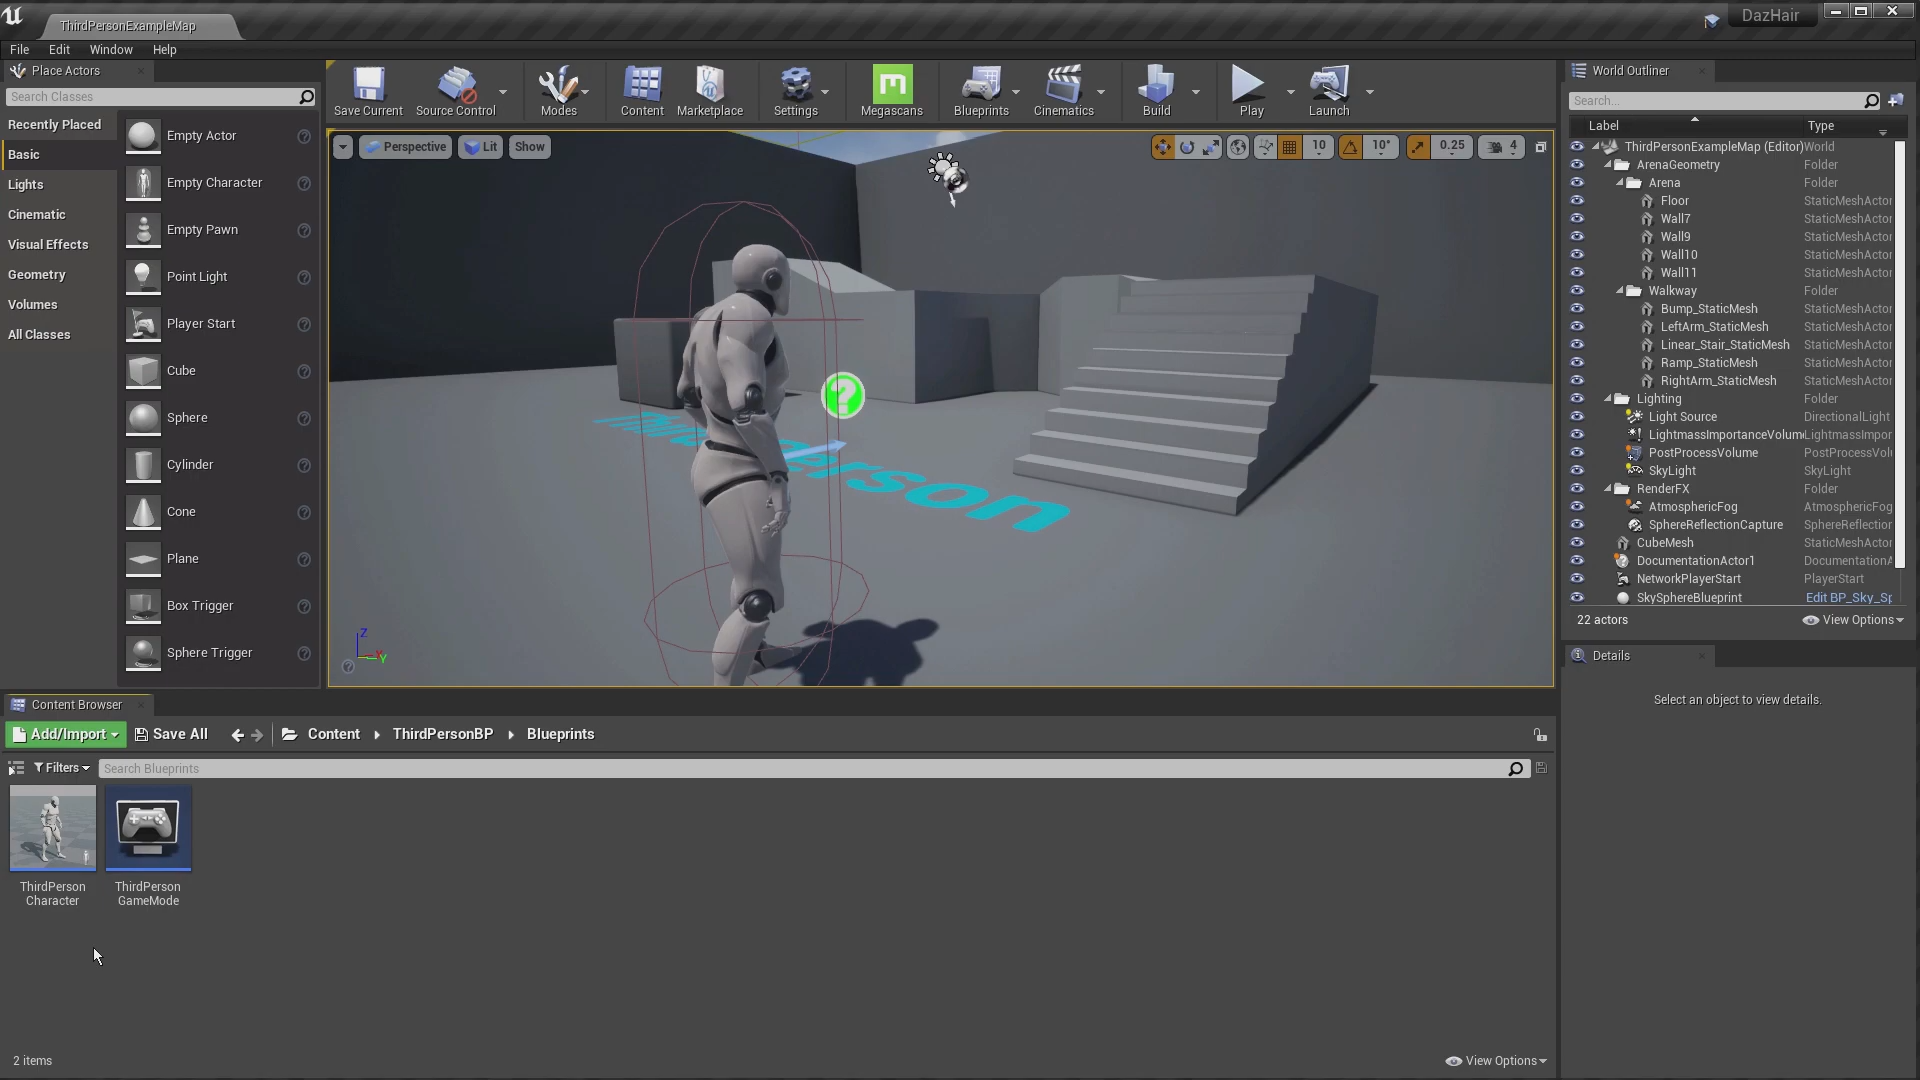 ThirdPersonExampleMap
DazHair
File Edit Window Help
Place Actors
Search Classes
Recently Placed
Basic
Lights
Cinematic
Visual Effects
Geometry
Volumes
All Classes
Empty Actor
Empty Character
Empty Pawn
Point Light
Player Start
Cube
Sphere
Cylinder
Cone
Plane
Box Trigger
Sphere Trigger
Save Current
Source Control
Modes
Content
Marketplace
Settings
Megascans
Blueprints
Cinematics
Build
Play
Launch
Perspective Lit Show
10 10° 0.25 4
Z
Y
World Outliner
Search...
Label Type
ThirdPersonExampleMap (Editor) World
ArenaGeometry Folder
Arena Folder
Floor StaticMeshActor
Wall7 StaticMeshActor
Wall9 StaticMeshActor
Wall10 StaticMeshActor
Wall11 StaticMeshActor
Walkway Folder
Bump_StaticMesh StaticMeshActor
LeftArm_StaticMesh StaticMeshActor
Linear_Stair_StaticMesh StaticMeshActor
Ramp_StaticMesh StaticMeshActor
RightArm_StaticMesh StaticMeshActor
Lighting Folder
Light Source DirectionalLight
LightmassImportanceVolum LightmassImpor
PostProcessVolume PostProcessVolu
SkyLight SkyLight
RenderFX Folder
AtmosphericFog AtmosphericFog
SphereReflectionCapture SphereReflection
CubeMesh StaticMeshActor
DocumentationActor1 DocumentationA
NetworkPlayerStart PlayerStart
SkySphereBlueprint Edit BP_Sky_Sp
22 actors
View Options
Details
Select an object to view details.
Content Browser
Add/Import Save All Content ThirdPersonBP Blueprints
Filters Search Blueprints
ThirdPerson
Character
ThirdPerson
GameMode
2 items
View Options